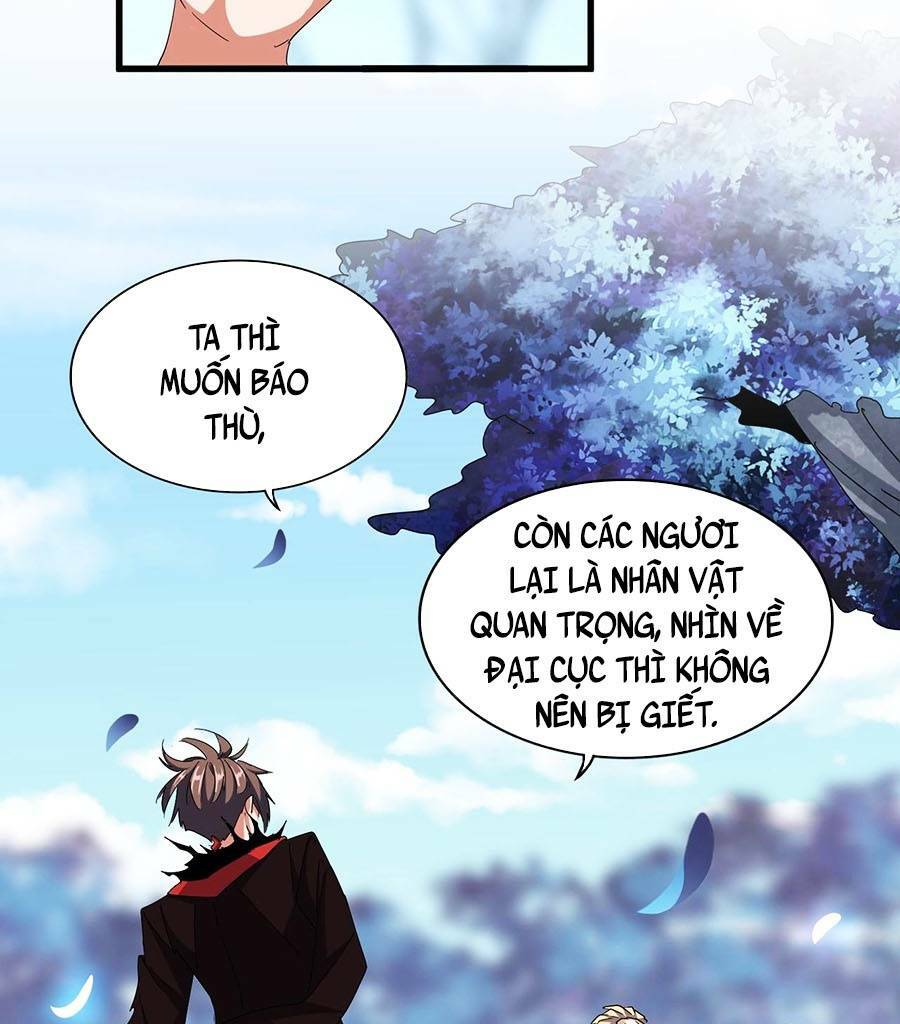 TA THÌ
MUỐN BÁO
THÙ,
CÒN CÁC NGƯƠI
LẠI LÀ NHÂN VẬT
QUAN TRỌNG, NHÌN VỀ
ĐẠI CỤC THÌ KHÔNG
NÊN BỊ GIẾT.